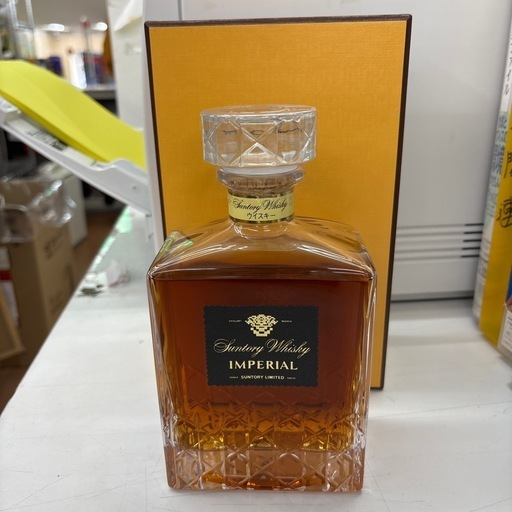 Suntory Whisky
ウイスキー
Suntory Whisky
IMPERIAL
SUNTORY LIMITED